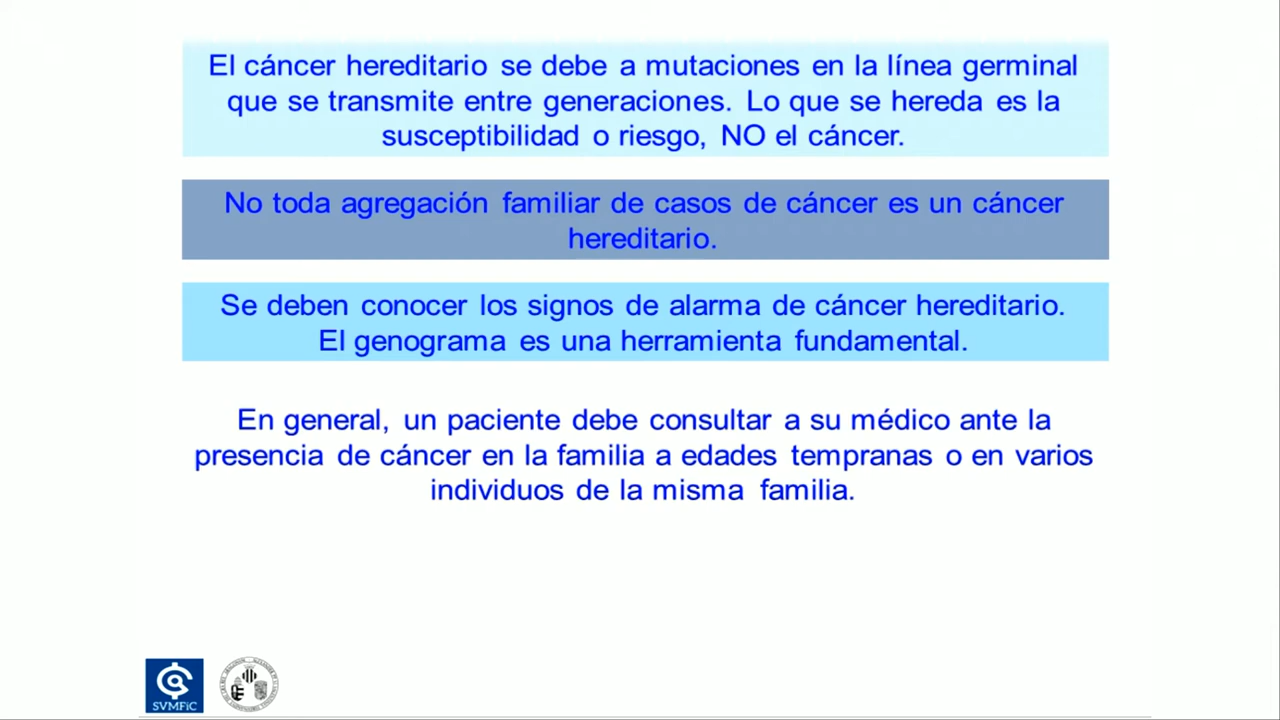 El cáncer hereditario se debe a mutaciones en la línea germinal
que se transmite entre generaciones. Lo que se hereda es la
susceptibilidad o riesgo, NO el cáncer.
No toda agregación familiar de casos de cáncer es un cáncer
hereditario.
Se deben conocer los signos de alarma de cáncer hereditario.
El genograma es una herramienta fundamental.
En general, un paciente debe consultar a su médico ante la
presencia de cáncer en la familia a edades tempranas o en varios
individuos de la misma familia.
SVMFiC